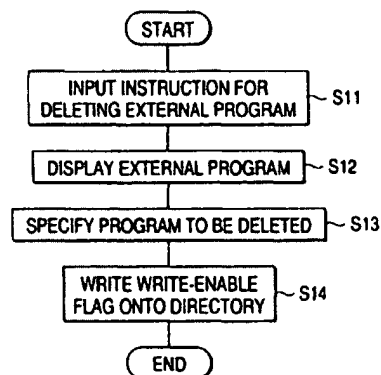 START
INPUT INSTRUCTION FOR
DELETING EXTERNAL PROGRAM
S11
DISPLAY EXTERNAL PROGRAM
S12
SPECIFY PROGRAM TO BE DELETED
S13
WRITE WRITE-ENABLE
FLAG ONTO DIRECTORY
S14
END